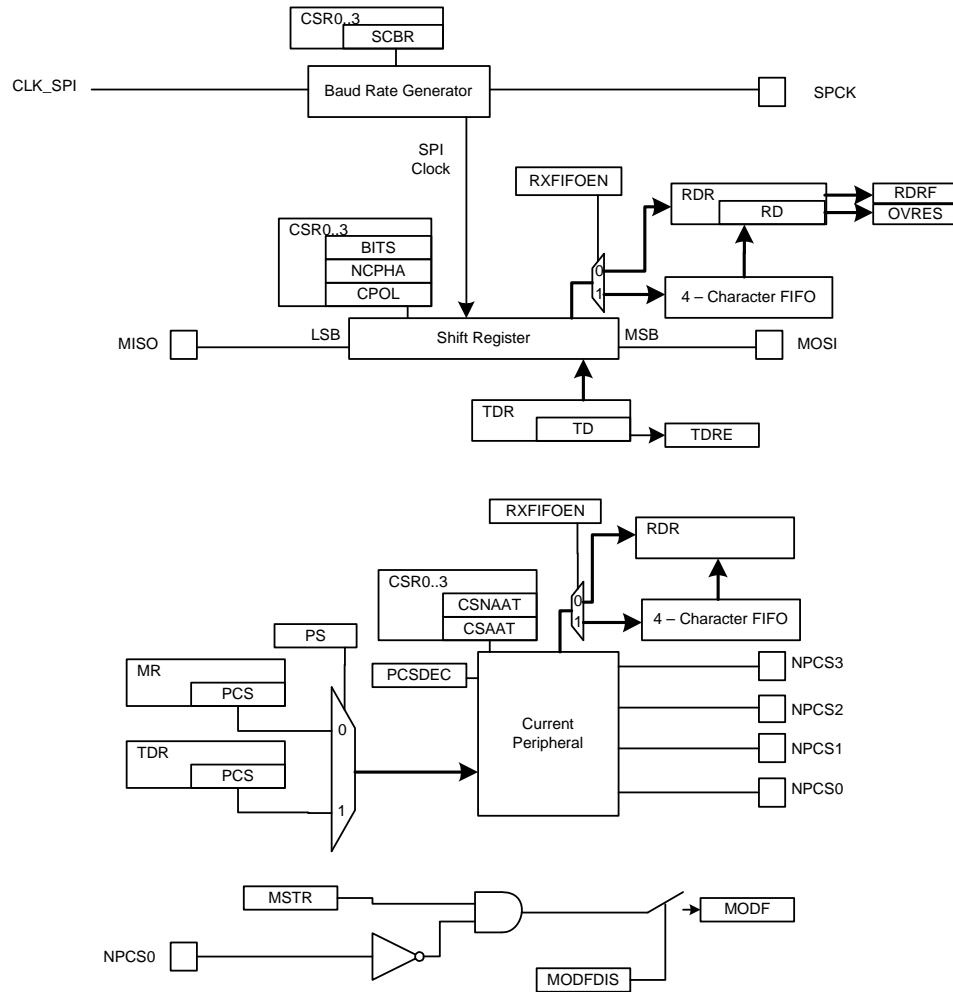 CSR0..3
SCBR
CLK_SPI
Baud Rate Generator
SPCK
SPI
Clock
RXFIFOEN
RDR
RD
RDRF
OVRES
CSR0..3
BITS
NCPHA
CPOL
0
1
4 – Character FIFO
MISO
LSB
Shift Register
MSB
MOSI
TDR
TD
TDRE
RXFIFOEN
RDR
CSR0..3
CSNAAT
CSAAT
0
1
4 – Character FIFO
PS
MR
PCS
PCSDEC
NPCS3
0
Current
Peripheral
NPCS2
TDR
PCS
NPCS1
1
NPCS0
MSTR
MODF
NPCS0
MODFDIS